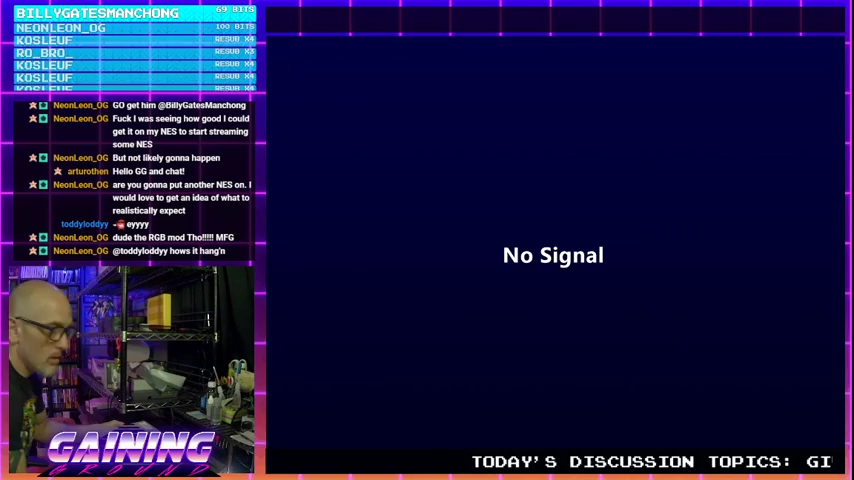 BILLYGATESMANCHONG 69 BITS
NEONLEON_OG 100 BITS
KOSLEUF RESUB X4
RO_BRO_ RESUB X3
KOSLEUF RESUB X4
KOSLEUF RESUB X4
KOSLEUF RESUB X4
NeonLeon_OG GO get him @BillyGatesManchong
NeonLeon_OG Fuck I was seeing how good I could
get it on my NES to start streaming
some NES
NeonLeon_OG But not likely gonna happen
arturothen Hello GG and chat!
NeonLeon_OG are you gonna put another NES on. I
would love to get an idea of what to
realistically expect
toddyloddyy eyyyy
NeonLeon_OG dude the RGB mod Tho!!!!! MFG
NeonLeon_OG @toddyloddyy hows it hang'n
No Signal
GAINING
GROUND
TODAY'S DISCUSSION TOPICS: GI